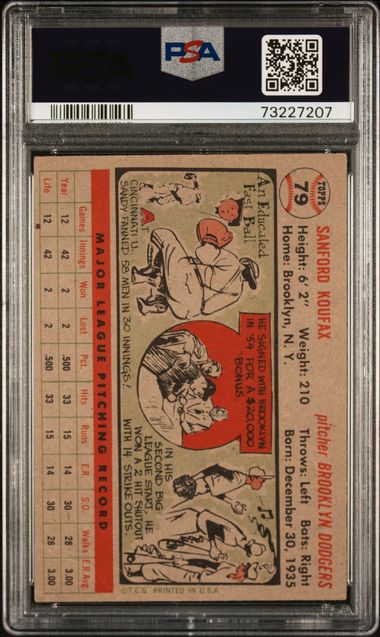 PSA
PSA
73227207
TOPPS
79
SANFORD KOUFAX
pitcher BROOKLYN DODGERS
Height: 6' 2" Weight: 210 Throws: Left Bats: Right
Home: Brooklyn, N. Y. Born: December 30, 1935
An Educated
Fast Ball
AT
CINCINNATI U.
SANDY FANNED 58 MEN IN 30 INNINGS.
HE SIGNED WITH BROOKLYN
IN '54 FOR A $20,000
BONUS.
IN HIS
SECOND BIG
LEAGUE START, HE
WON A 2 HIT SHUTOUT
WITH 14 STRIKE OUTS.
MAJOR LEAGUE PITCHING RECORD
Games Innings Won Lost Pct. Hits Runs E.R. S.O. Walks E.R.Avg.
Year 12 42 2 2 .500 33 15 14 30 28 3.00
Life 12 42 2 2 .500 33 15 14 30 28 3.00
©T.C.G. PRINTED IN U.S.A.